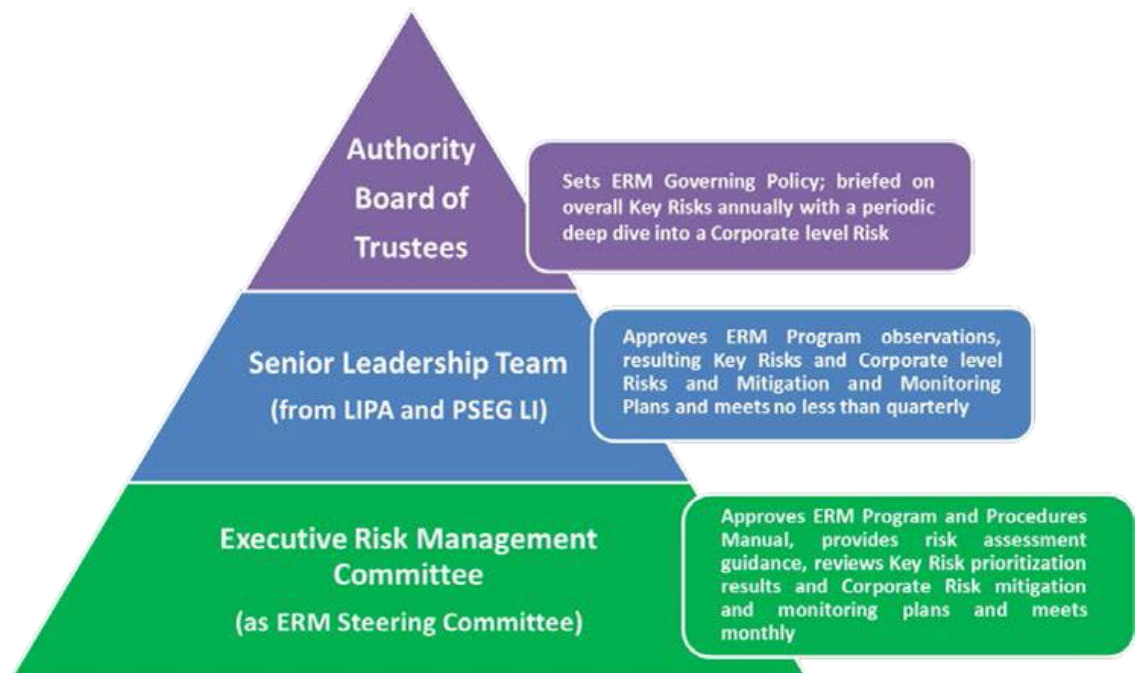 Authority
Board of
Trustees
Sets ERM Governing Policy; briefed on
overall Key Risks annually with a periodic
deep dive into a Corporate level Risk
Senior Leadership Team
(from LIPA and PSEG LI)
Approves ERM Program observations,
resulting Key Risks and Corporate level
Risks and Mitigation and Monitoring
Plans and meets no less than quarterly
Executive Risk Management
Committee
(as ERM Steering Committee)
Approves ERM Program and Procedures
Manual, provides risk assessment
guidance, reviews Key Risk prioritization
results and Corporate Risk mitigation
and monitoring plans and meets
monthly